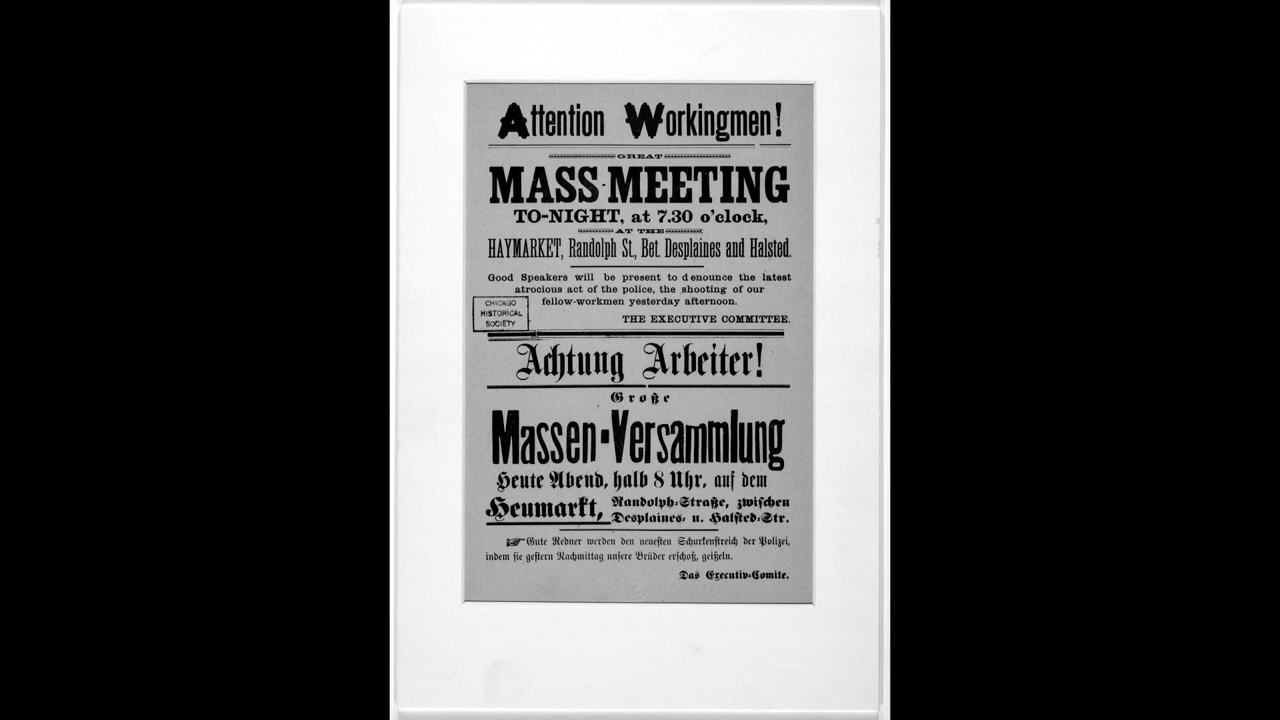 Attention Workingmen!
GREAT
MASS-MEETING
TO-NIGHT, at 7.30 o'clock,
AT THE
HAYMARKET, Randolph St., Bet. Desplaines and Halsted.
Good Speakers will be present to denounce the latest
atrocious act of the police, the shooting of our
fellow-workmen yesterday afternoon.
CHICAGO
HISTORICAL
SOCIETY
THE EXECUTIVE COMMITTEE.
Achtung Arbeiter!
Große
Massen-Versammlung
Heute Abend, halb 8 Uhr, auf dem
Heumarkt, Randolph-Straße, zwischen
Desplaines- u. Halsted-Str.
☞ Gute Redner werden den neuesten Schurkenstreich der Polizei,
indem sie gestern Nachmittag unsere Brüder erschoß, geißeln.
Das Executiv-Comite.